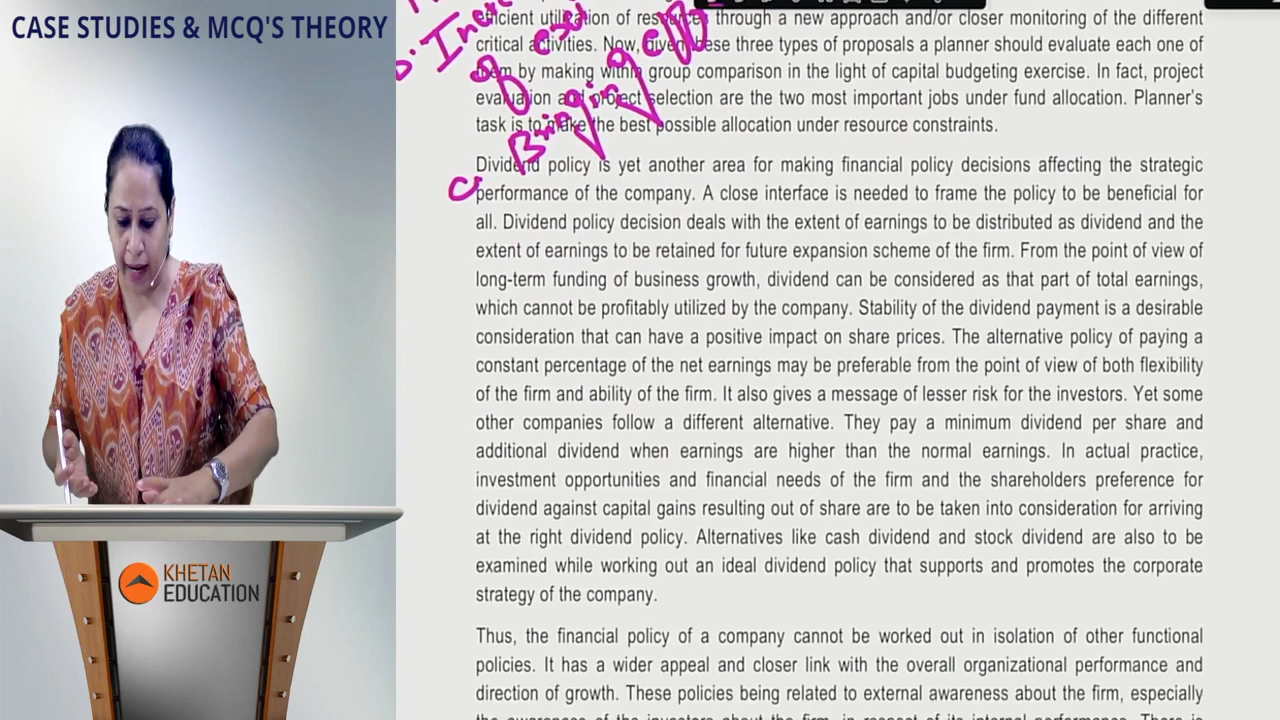 CASE STUDIES & MCQ'S THEORY
efficient utilization of resources through a new approach and/or closer monitoring of the different
critical activities. Now, given these three types of proposals a planner should evaluate each one of
them by making within group comparison in the light of capital budgeting exercise. In fact, project
evaluation and project selection are the two most important jobs under fund allocation. Planner's
task is to make the best possible allocation under resource constraints.
b
of
c
Bringing
Dividend policy is yet another area for making financial policy decisions affecting the strategic
performance of the company. A close interface is needed to frame the policy to be beneficial for
all. Dividend policy decision deals with the extent of earnings to be distributed as dividend and the
extent of earnings to be retained for future expansion scheme of the firm. From the point of view of
long-term funding of business growth, dividend can be considered as that part of total earnings,
which cannot be profitably utilized by the company. Stability of the dividend payment is a desirable
consideration that can have a positive impact on share prices. The alternative policy of paying a
constant percentage of the net earnings may be preferable from the point of view of both flexibility
of the firm and ability of the firm. It also gives a message of lesser risk for the investors. Yet some
other companies follow a different alternative. They pay a minimum dividend per share and
additional dividend when earnings are higher than the normal earnings. In actual practice,
investment opportunities and financial needs of the firm and the shareholders preference for
dividend against capital gains resulting out of share are to be taken into consideration for arriving
at the right dividend policy. Alternatives like cash dividend and stock dividend are also to be
examined while working out an ideal dividend policy that supports and promotes the corporate
strategy of the company.
Thus, the financial policy of a company cannot be worked out in isolation of other functional
policies. It has a wider appeal and closer link with the overall organizational performance and
direction of growth. These policies being related to external awareness about the firm, especially
the awareness of the investors about the firm, in respect of its internal performance. There is
KHETAN
EDUCATION